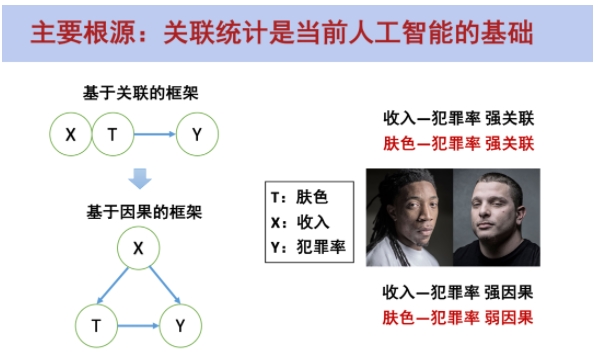 主要根源：关联统计是当前人工智能的基础
基于关联的框架
X T Y
基于因果的框架
X
T Y
T：肤色
X：收入
Y：犯罪率
收入—犯罪率 强关联
肤色—犯罪率 强关联
收入—犯罪率 强因果
肤色—犯罪率 弱因果